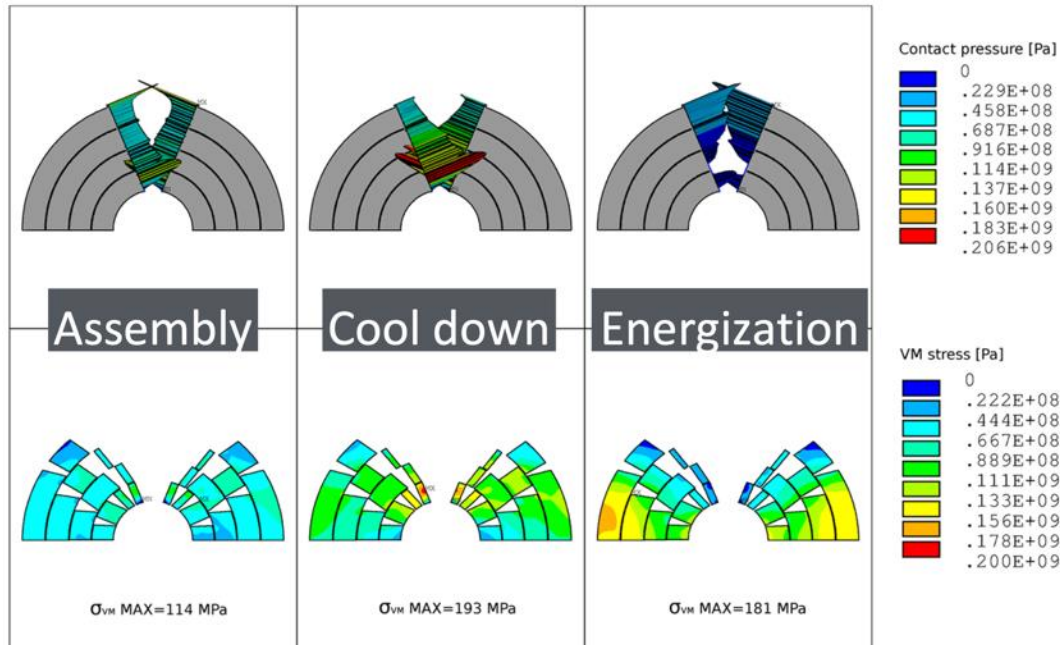 Contact pressure [Pa]
0
.229E+08
.458E+08
.687E+08
.916E+08
.114E+09
.137E+09
.160E+09
.183E+09
.206E+09
Assembly
Cool down
Energization
VM stress [Pa]
0
.222E+08
.444E+08
.667E+08
.889E+08
.111E+09
.133E+09
.156E+09
.178E+09
.200E+09
σVM MAX=114 MPa
σVM MAX=193 MPa
σVM MAX=181 MPa